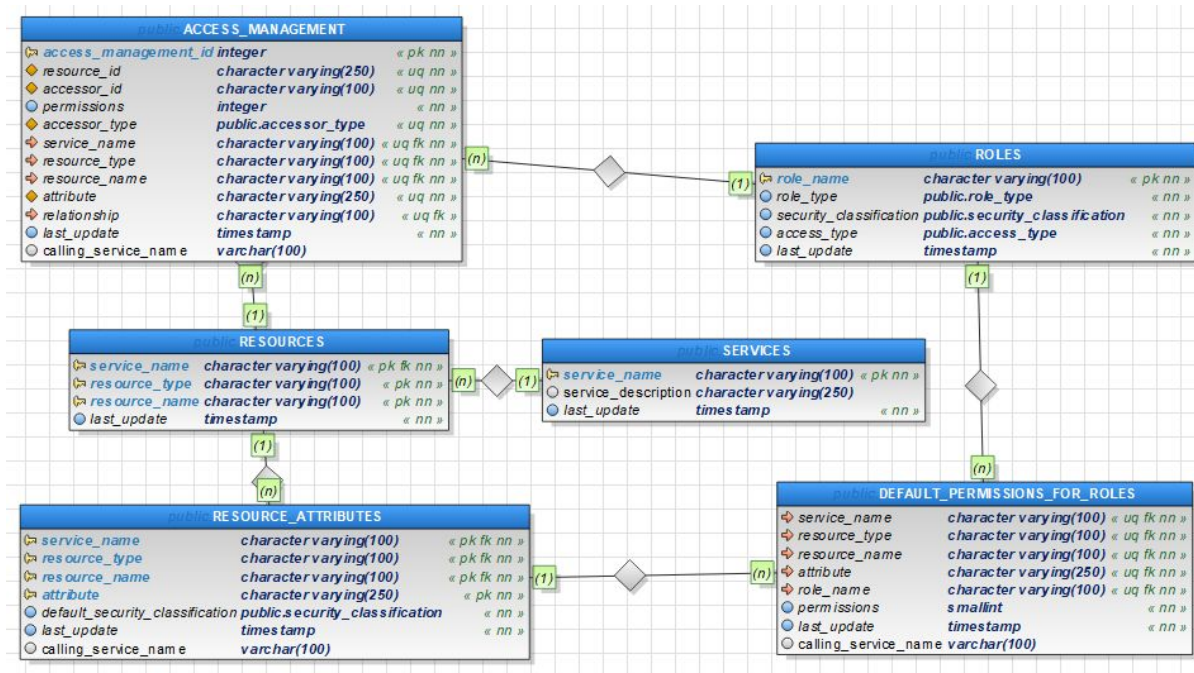 public.ACCESS_MANAGEMENT
access_management_id integer « pk nn »
resource_id character varying(250) « uq nn »
accessor_id character varying(100) « uq nn »
permissions integer « nn »
accessor_type public.accessor_type « uq nn »
service_name character varying(100) « uq fk nn »
resource_type character varying(100) « uq fk nn »
resource_name character varying(100) « uq fk nn »
attribute character varying(250) « uq nn »
relationship character varying(100) « uq fk »
last_update timestamp « nn »
calling_service_name varchar(100)
(n)
(1)
public.ROLES
role_name character varying(100) « pk nn »
role_type public.role_type « nn »
security_classification public.security_classification « nn »
access_type public.access_type « nn »
last_update timestamp « nn »
(n)
(1)
(1)
public.RESOURCES
service_name character varying(100) « pk fk nn »
resource_type character varying(100) « pk nn »
resource_name character varying(100) « pk nn »
last_update timestamp « nn »
(n)
(1)
public.SERVICES
service_name character varying(100) « pk nn »
service_description character varying(250)
last_update timestamp « nn »
(1)
(n)
(n)
public.RESOURCE_ATTRIBUTES
service_name character varying(100) « pk fk nn »
resource_type character varying(100) « pk fk nn »
resource_name character varying(100) « pk fk nn »
attribute character varying(250) « pk nn »
default_security_classification public.security_classification « nn »
last_update timestamp « nn »
calling_service_name varchar(100)
(1)
(n)
public.DEFAULT_PERMISSIONS_FOR_ROLES
service_name character varying(100) « uq fk nn »
resource_type character varying(100) « uq fk nn »
resource_name character varying(100) « uq fk nn »
attribute character varying(250) « uq fk nn »
role_name character varying(100) « uq fk nn »
permissions smallint « nn »
last_update timestamp « nn »
calling_service_name varchar(100)